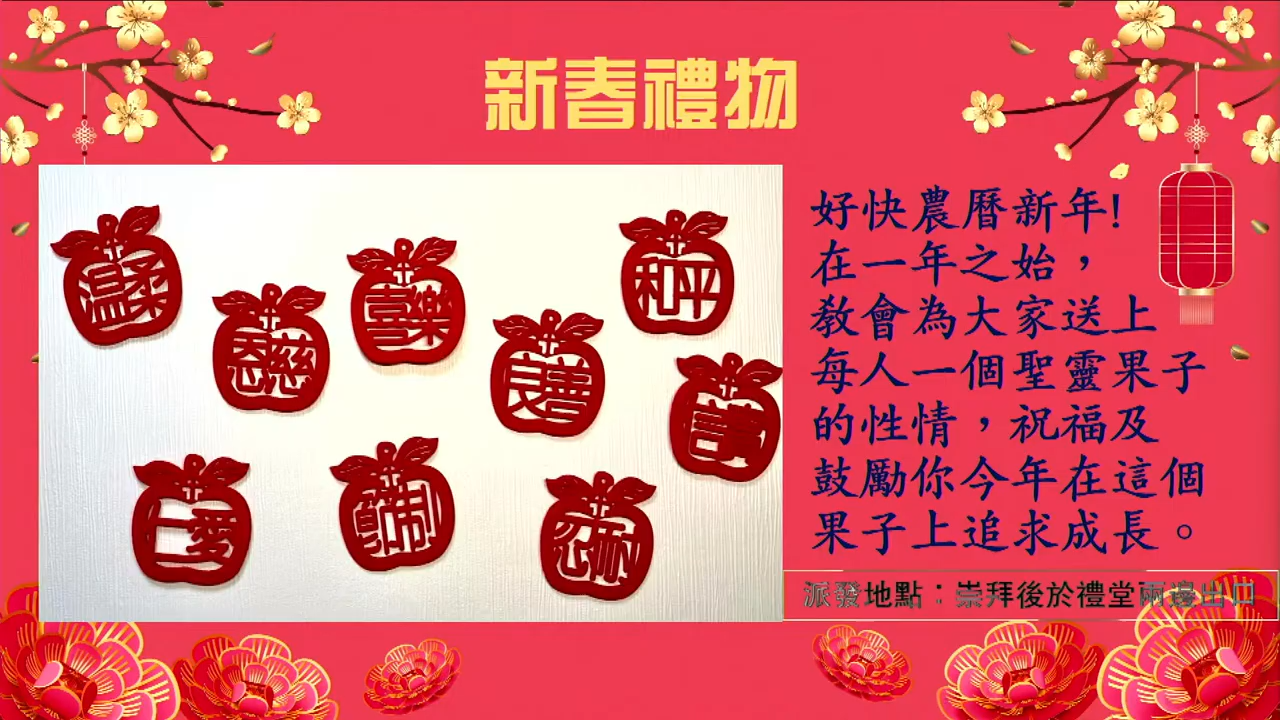 新春禮物
溫柔
恩慈
喜樂
良善
和平
仁愛
節制
忍耐
好快農曆新年!
在一年之始，
教會為大家送上
每人一個聖靈果子
的性情，祝福及
鼓勵你今年在這個
果子上追求成長。
派發地點：崇拜後於禮堂兩邊出口